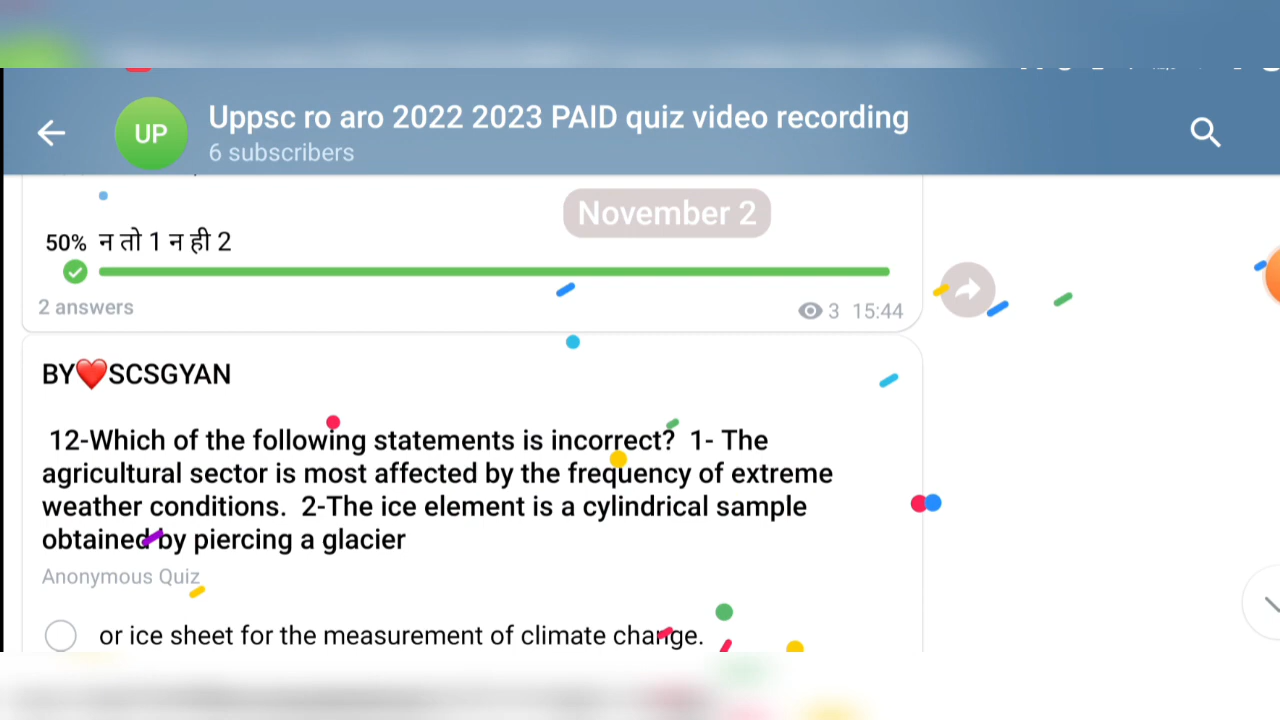 UP
Uppsc ro aro 2022 2023 PAID quiz video recording
6 subscribers
November 2
50% न तो 1 न ही 2
2 answers
3 15:44
BY❤️SCSGYAN
12-Which of the following statements is incorrect? 1- The
agricultural sector is most affected by the frequency of extreme
weather conditions. 2-The ice element is a cylindrical sample
obtained by piercing a glacier
Anonymous Quiz
or ice sheet for the measurement of climate change.